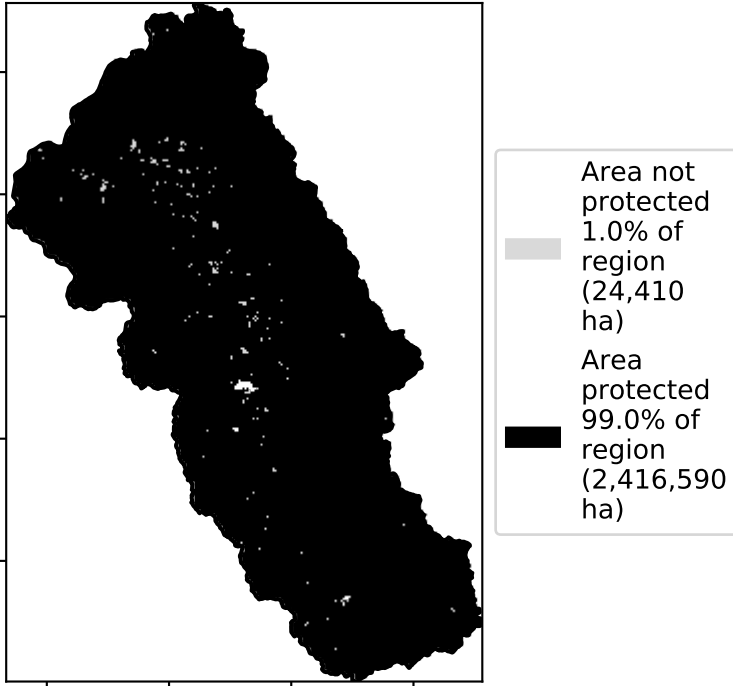 Area not
protected
1.0% of
region
(24,410
ha)
Area
protected
99.0% of
region
(2,416,590
ha)